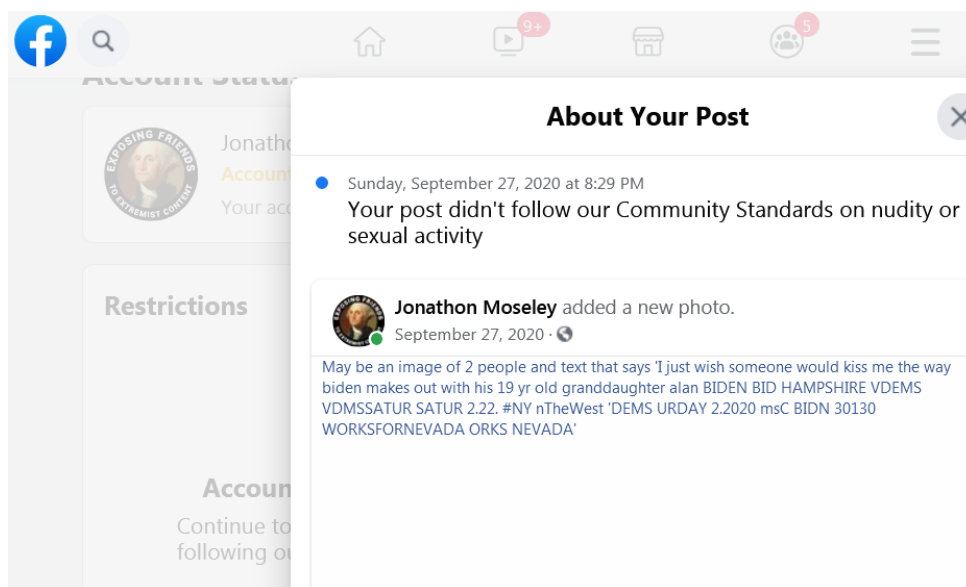 9+
5
Account Statu
EXPOSING FRIENDS
TO EXTREMIST CONTENT
Jonatho
Account
Your acc
Restrictions
Accoun
Continue to
following ou
About Your Post
Sunday, September 27, 2020 at 8:29 PM
Your post didn't follow our Community Standards on nudity or
sexual activity
Jonathon Moseley added a new photo.
September 27, 2020 ·
May be an image of 2 people and text that says 'I just wish someone would kiss me the way
biden makes out with his 19 yr old granddaughter alan BIDEN BID HAMPSHIRE VDEMS
VDMSSATUR SATUR 2.22. #NY nTheWest 'DEMS URDAY 2.2020 msC BIDN 30130
WORKSFORNEVADA ORKS NEVADA'